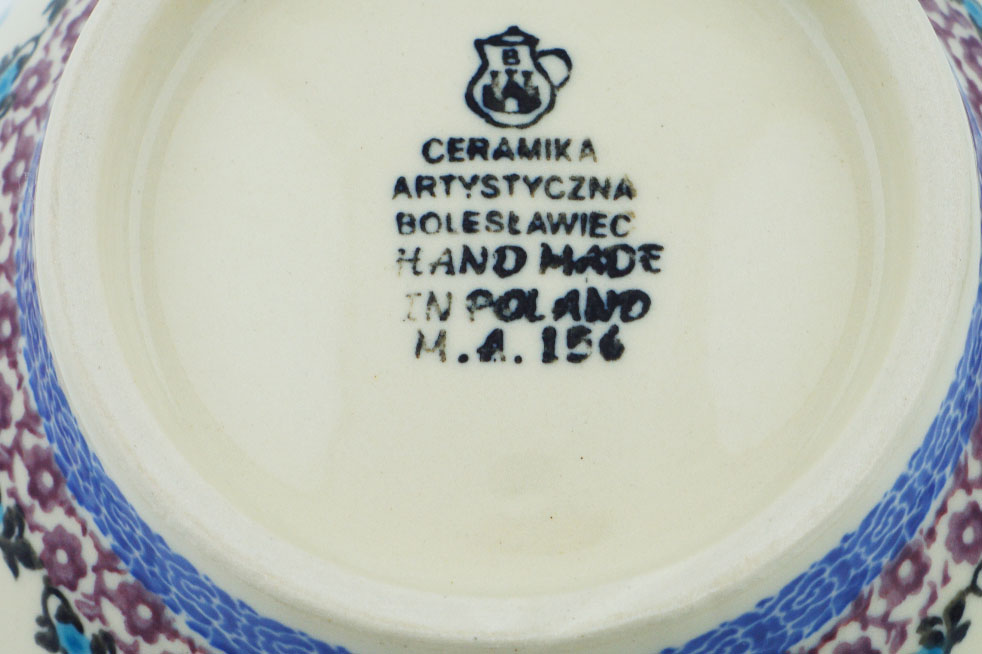 B
CERAMIKA
ARTYSTYCZNA
BOLESŁAWIEC
HAND MADE
IN POLAND
M.A. 156